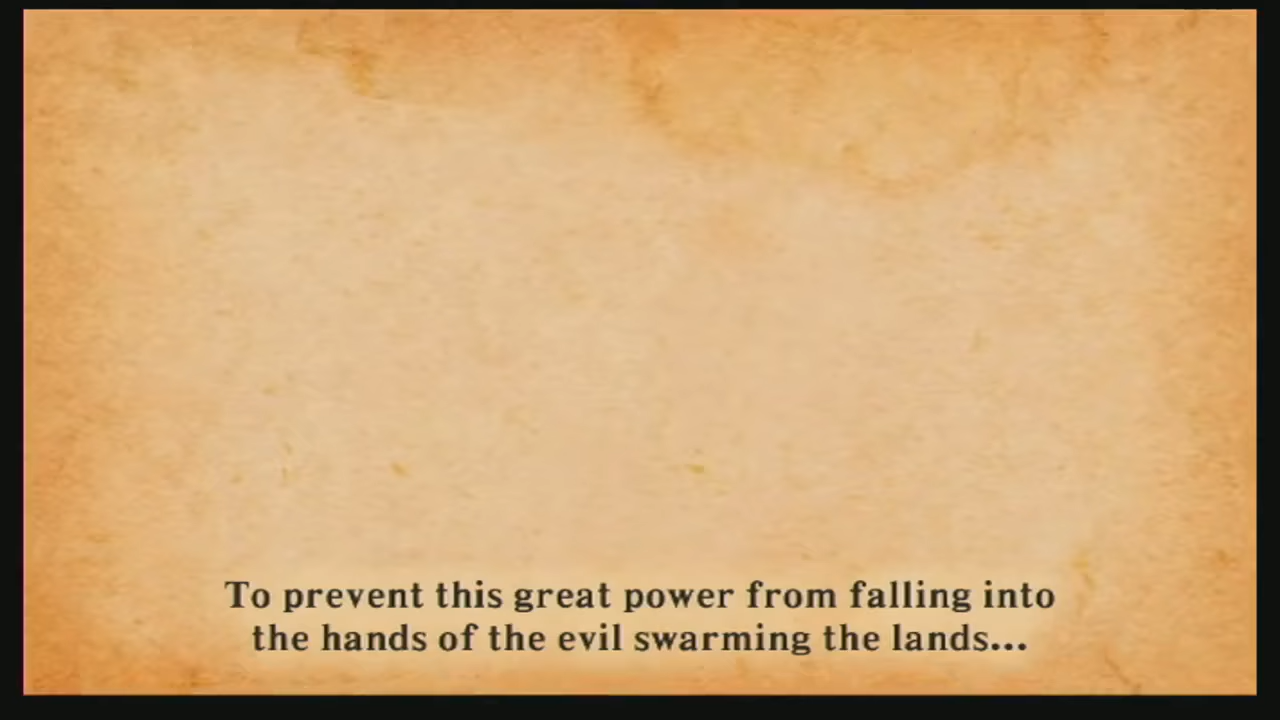 To prevent this great power from falling into
the hands of the evil swarming the lands...